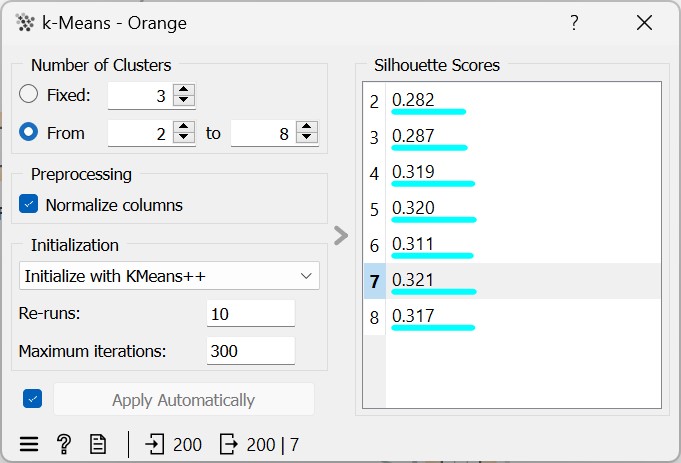 k-Means - Orange
?
Number of Clusters
Fixed: 3
From 2 to 8
Preprocessing
Normalize columns
Initialization
Initialize with KMeans++
Re-runs: 10
Maximum iterations: 300
Apply Automatically
? 200 200 | 7
Silhouette Scores
2 0.282
3 0.287
4 0.319
5 0.320
6 0.311
7 0.321
8 0.317